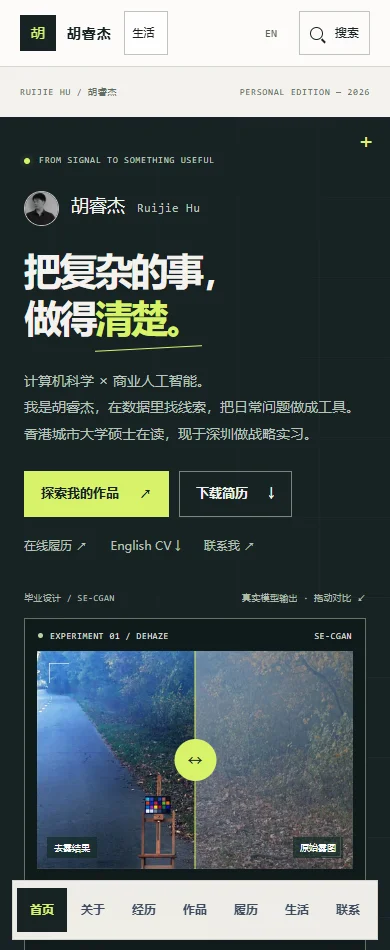 胡 胡睿杰 生活 EN 搜索
RUIJIE HU / 胡睿杰 PERSONAL EDITION — 2026
+
FROM SIGNAL TO SOMETHING USEFUL
胡睿杰 Ruijie Hu
把复杂的事，
做得清楚。
计算机科学 × 商业人工智能。
我是胡睿杰，在数据里找线索，把日常问题做成工具。
香港城市大学硕士在读，现于深圳做战略实习。
探索我的作品 ↗ 下载简历 ↓
在线履历 ↗ English CV ↓ 联系我 ↗
毕业设计 / SE-CGAN 真实模型输出 · 拖动对比 ↙
EXPERIMENT 01 / DEHAZE SE-CGAN
↔
去雾结果 原始雾图
首页 关于 经历 作品 履历 生活 联系